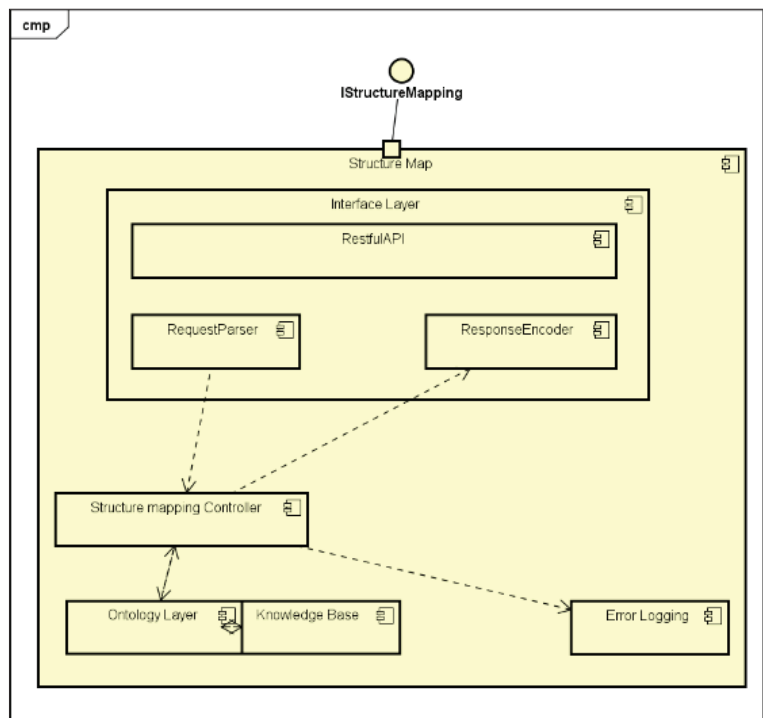 cmp
IStructureMapping
Structure Map
Interface Layer
RestfulAPI
RequestParser
ResponseEncoder
Structure mapping Controller
Ontology Layer
Knowledge Base
Error Logging